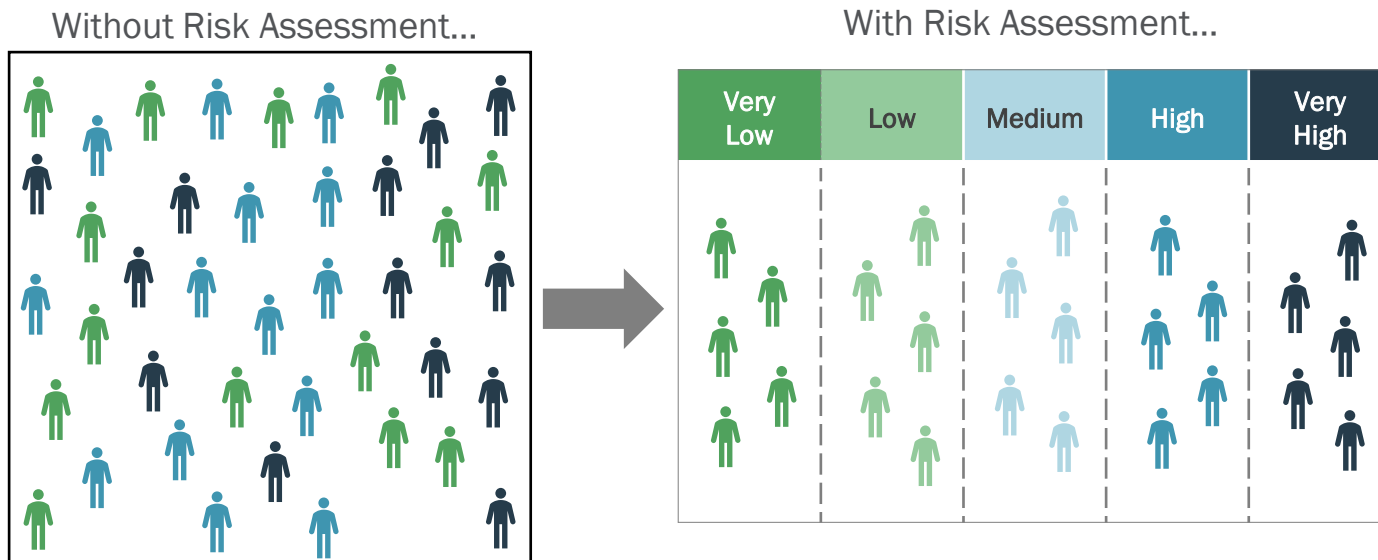 Without Risk Assessment...
With Risk Assessment...
Very
Low
Low
Medium
High
Very
High